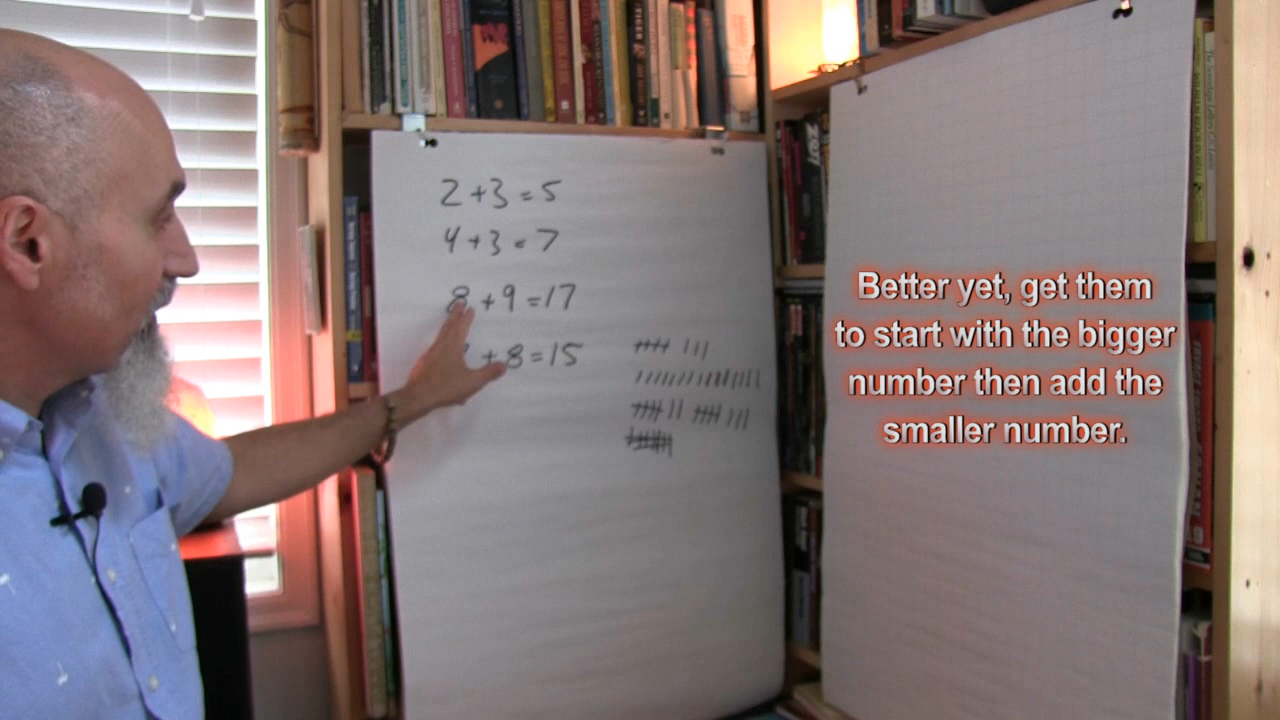 2 + 3 = 5
4 + 3 = 7
8 + 9 = 17
+ 8 = 15
Better yet, get them
to start with the bigger
number then add the
smaller number.